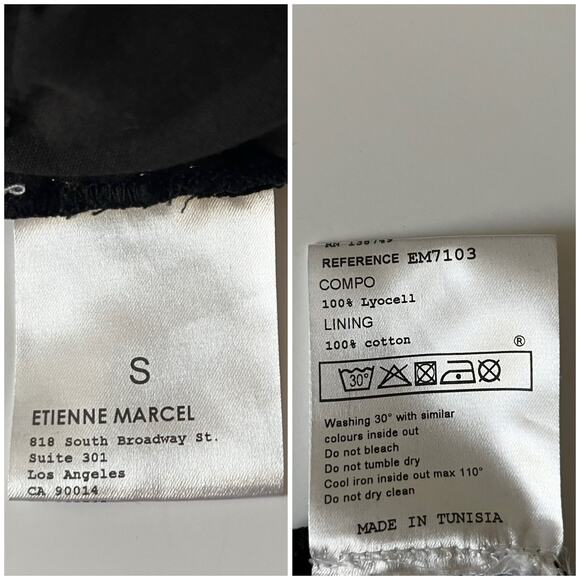 S
ETIENNE MARCEL
818 South Broadway St.
Suite 301
Los Angeles
CA 90014
REFERENCE EM7103
COMPO
100% Lyocell
LINING
100% cotton
®
30°
Washing 30° with similar
colours inside out
Do not bleach
Do not tumble dry
Cool iron inside out max 110°
Do not dry clean
MADE IN TUNISIA